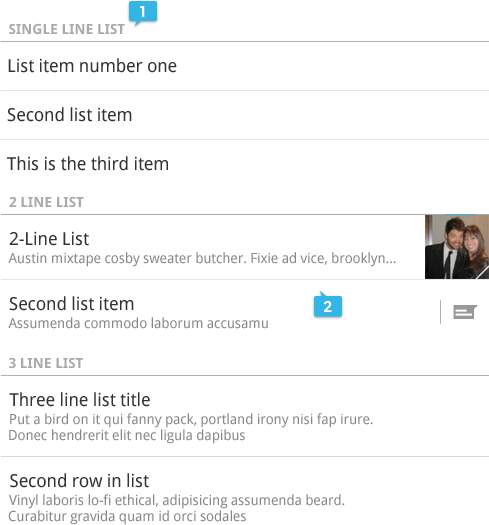 1
SINGLE LINE LIST
List item number one
Second list item
This is the third item
2 LINE LIST
2-Line List
Austin mixtape cosby sweater butcher. Fixie ad vice, brooklyn...
Second list item
2
Assumenda commodo laborum accusamu
3 LINE LIST
Three line list title
Put a bird on it qui fanny pack, portland irony nisi fap irure.
Donec hendrerit elit nec ligula dapibus
Second row in list
Vinyl laboris lo-fi ethical, adipisicing assumenda beard.
Curabitur gravida quam id orci sodales